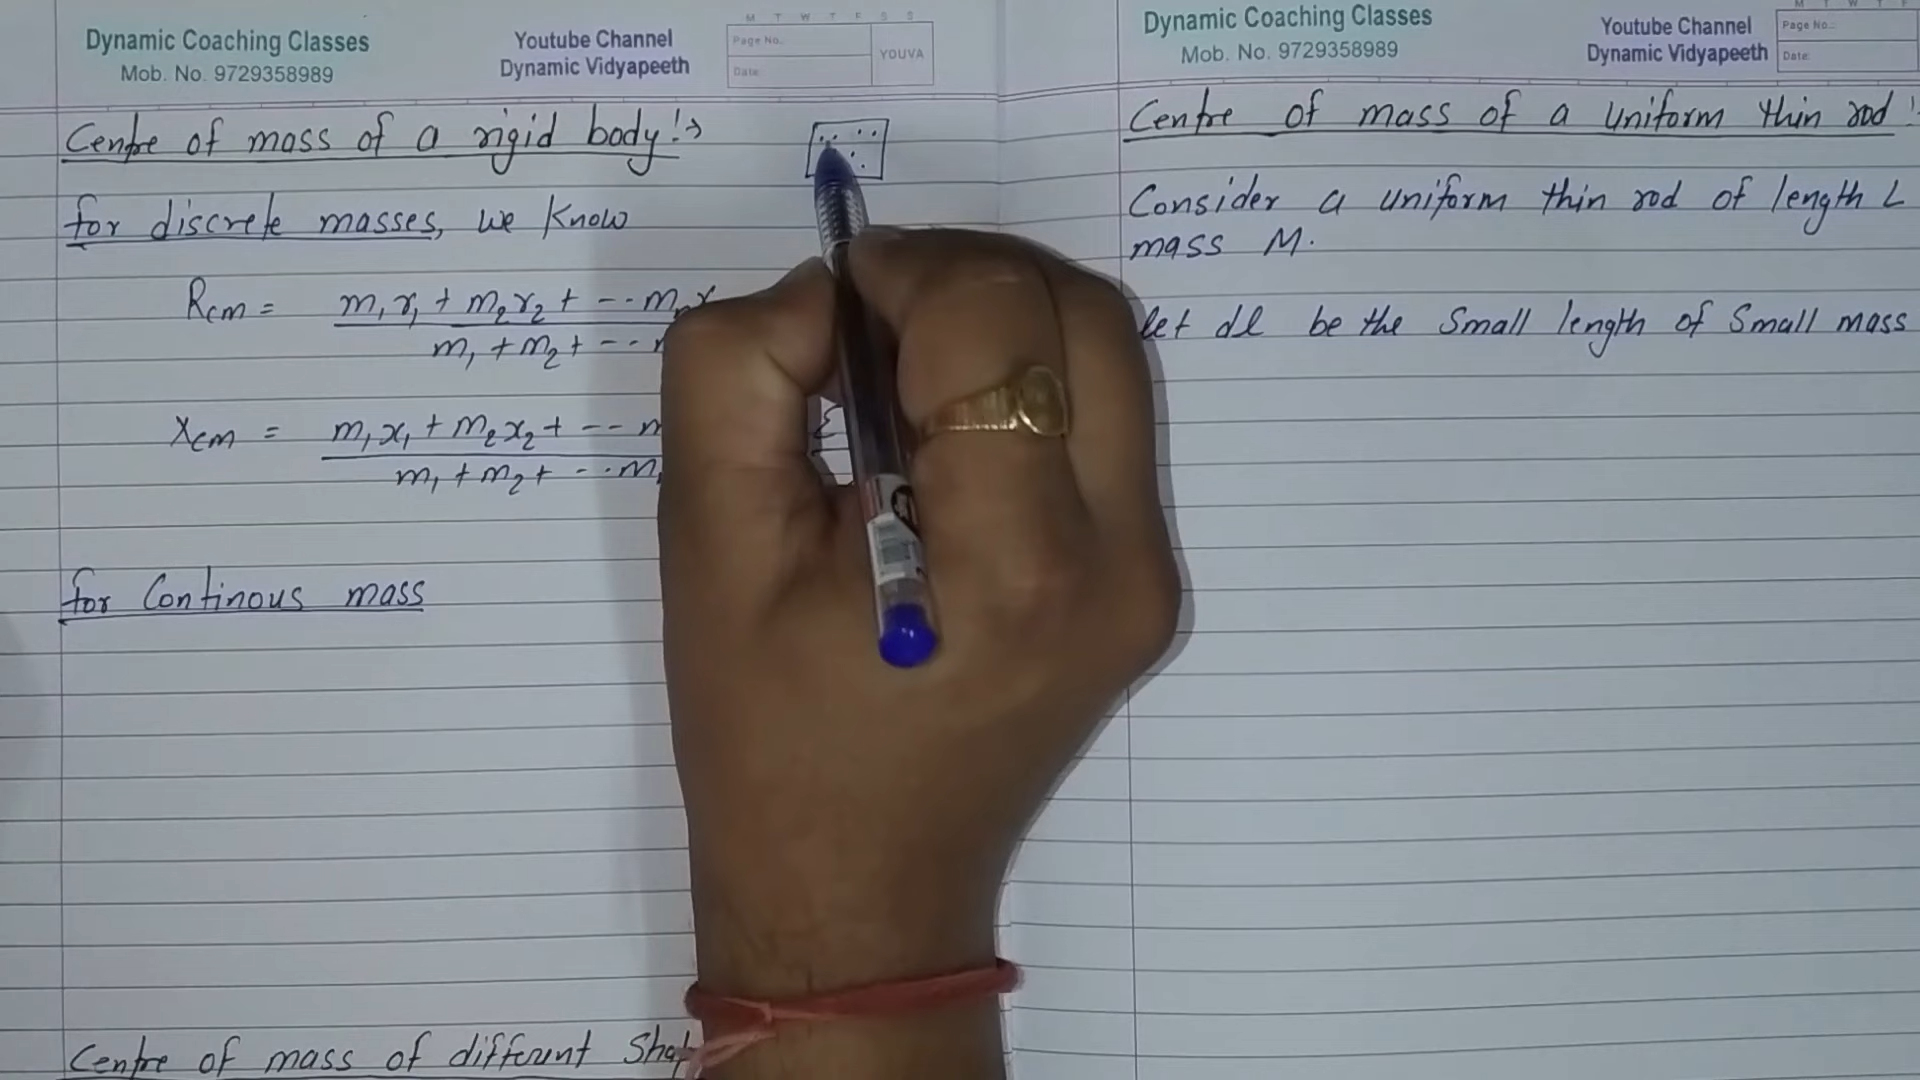 Dynamic Coaching Classes
Mob. No. 9729358989
Youtube Channel
Dynamic Vidyapeeth
M T W T F S S
Page No.:
Date:
YOUVA
Centre of mass of a rigid body:→
for discrete masses, we know
Rcm = m₁r₁ + m₂r₂ + -- mₙr
m₁ + m₂ + --
Xcm = m₁x₁ + m₂x₂ + --
m₁ + m₂ + -- m
Σ
for Continous mass
Centre of mass of different
Dynamic Coaching Classes
Mob. No. 9729358989
Youtube Channel
Dynamic Vidyapeeth
M T W T F
Page No.:
Date:
Centre of mass of a uniform thin rod
Consider a uniform thin rod of length L
mass M.
let dl be the Small length of Small mass